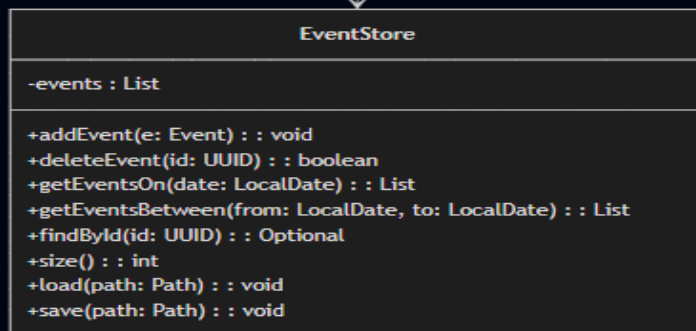 EventStore
-events : List
+addEvent(e: Event) : : void
+deleteEvent(id: UUID) : : boolean
+getEventsOn(date: LocalDate) : : List
+getEventsBetween(from: LocalDate, to: LocalDate) : : List
+findById(id: UUID) : : Optional
+size() : : int
+load(path: Path) : : void
+save(path: Path) : : void